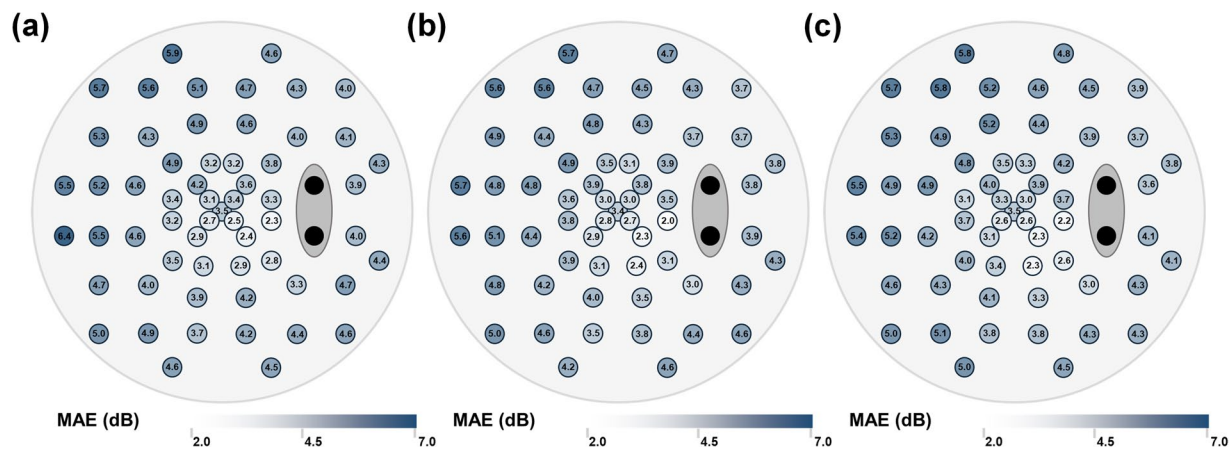 (a)
5.9 4.6
5.7 5.6 5.1 4.7 4.3 4.0
4.9 4.6
5.3 4.3 4.0 4.1
4.9 3.2 3.2 3.8 4.3
5.5 5.2 4.6 4.2 3.6 3.9
3.4 3.1 3.4 3.3
3.5
3.2 2.7 2.5 2.3
6.4 5.5 4.6 2.9 2.4 4.0
3.5 3.1 2.9 2.8 4.4
4.7 4.0 3.3 4.7
3.9 4.2
5.0 4.9 3.7 4.2 4.4 4.6
4.6 4.5
MAE (dB)
2.0 4.5 7.0
(b)
5.7 4.7
5.6 5.6 4.7 4.5 4.3 3.7
4.8 4.3
4.9 4.4 3.7 3.7
4.9 3.5 3.1 3.9 3.8
5.7 4.8 4.8 3.9 3.8 3.8
3.6 3.0 3.0 3.5
3.4
3.8 2.8 2.7 2.0
5.6 5.1 4.4 2.9 2.3 3.9
3.9 3.1 2.4 3.1 4.3
4.8 4.2 3.0 4.3
4.0 3.5
5.0 4.6 3.5 3.8 4.4 4.6
4.2 4.6
MAE (dB)
2.0 4.5 7.0
(c)
5.8 4.8
5.7 5.8 5.2 4.6 4.5 3.9
5.2 4.4
5.3 4.9 3.9 3.7
4.8 3.5 3.3 4.2 3.8
5.5 4.9 4.9 4.0 3.9 3.6
3.1 3.3 3.0 3.7
3.5
3.7 2.6 2.6 2.2
5.4 5.2 4.2 3.1 2.3 4.1
4.0 3.4 2.3 2.6 4.1
4.6 4.3 3.0 4.3
4.1 3.3
5.0 5.1 3.8 3.8 4.3 4.3
5.0 4.5
MAE (dB)
2.0 4.5 7.0